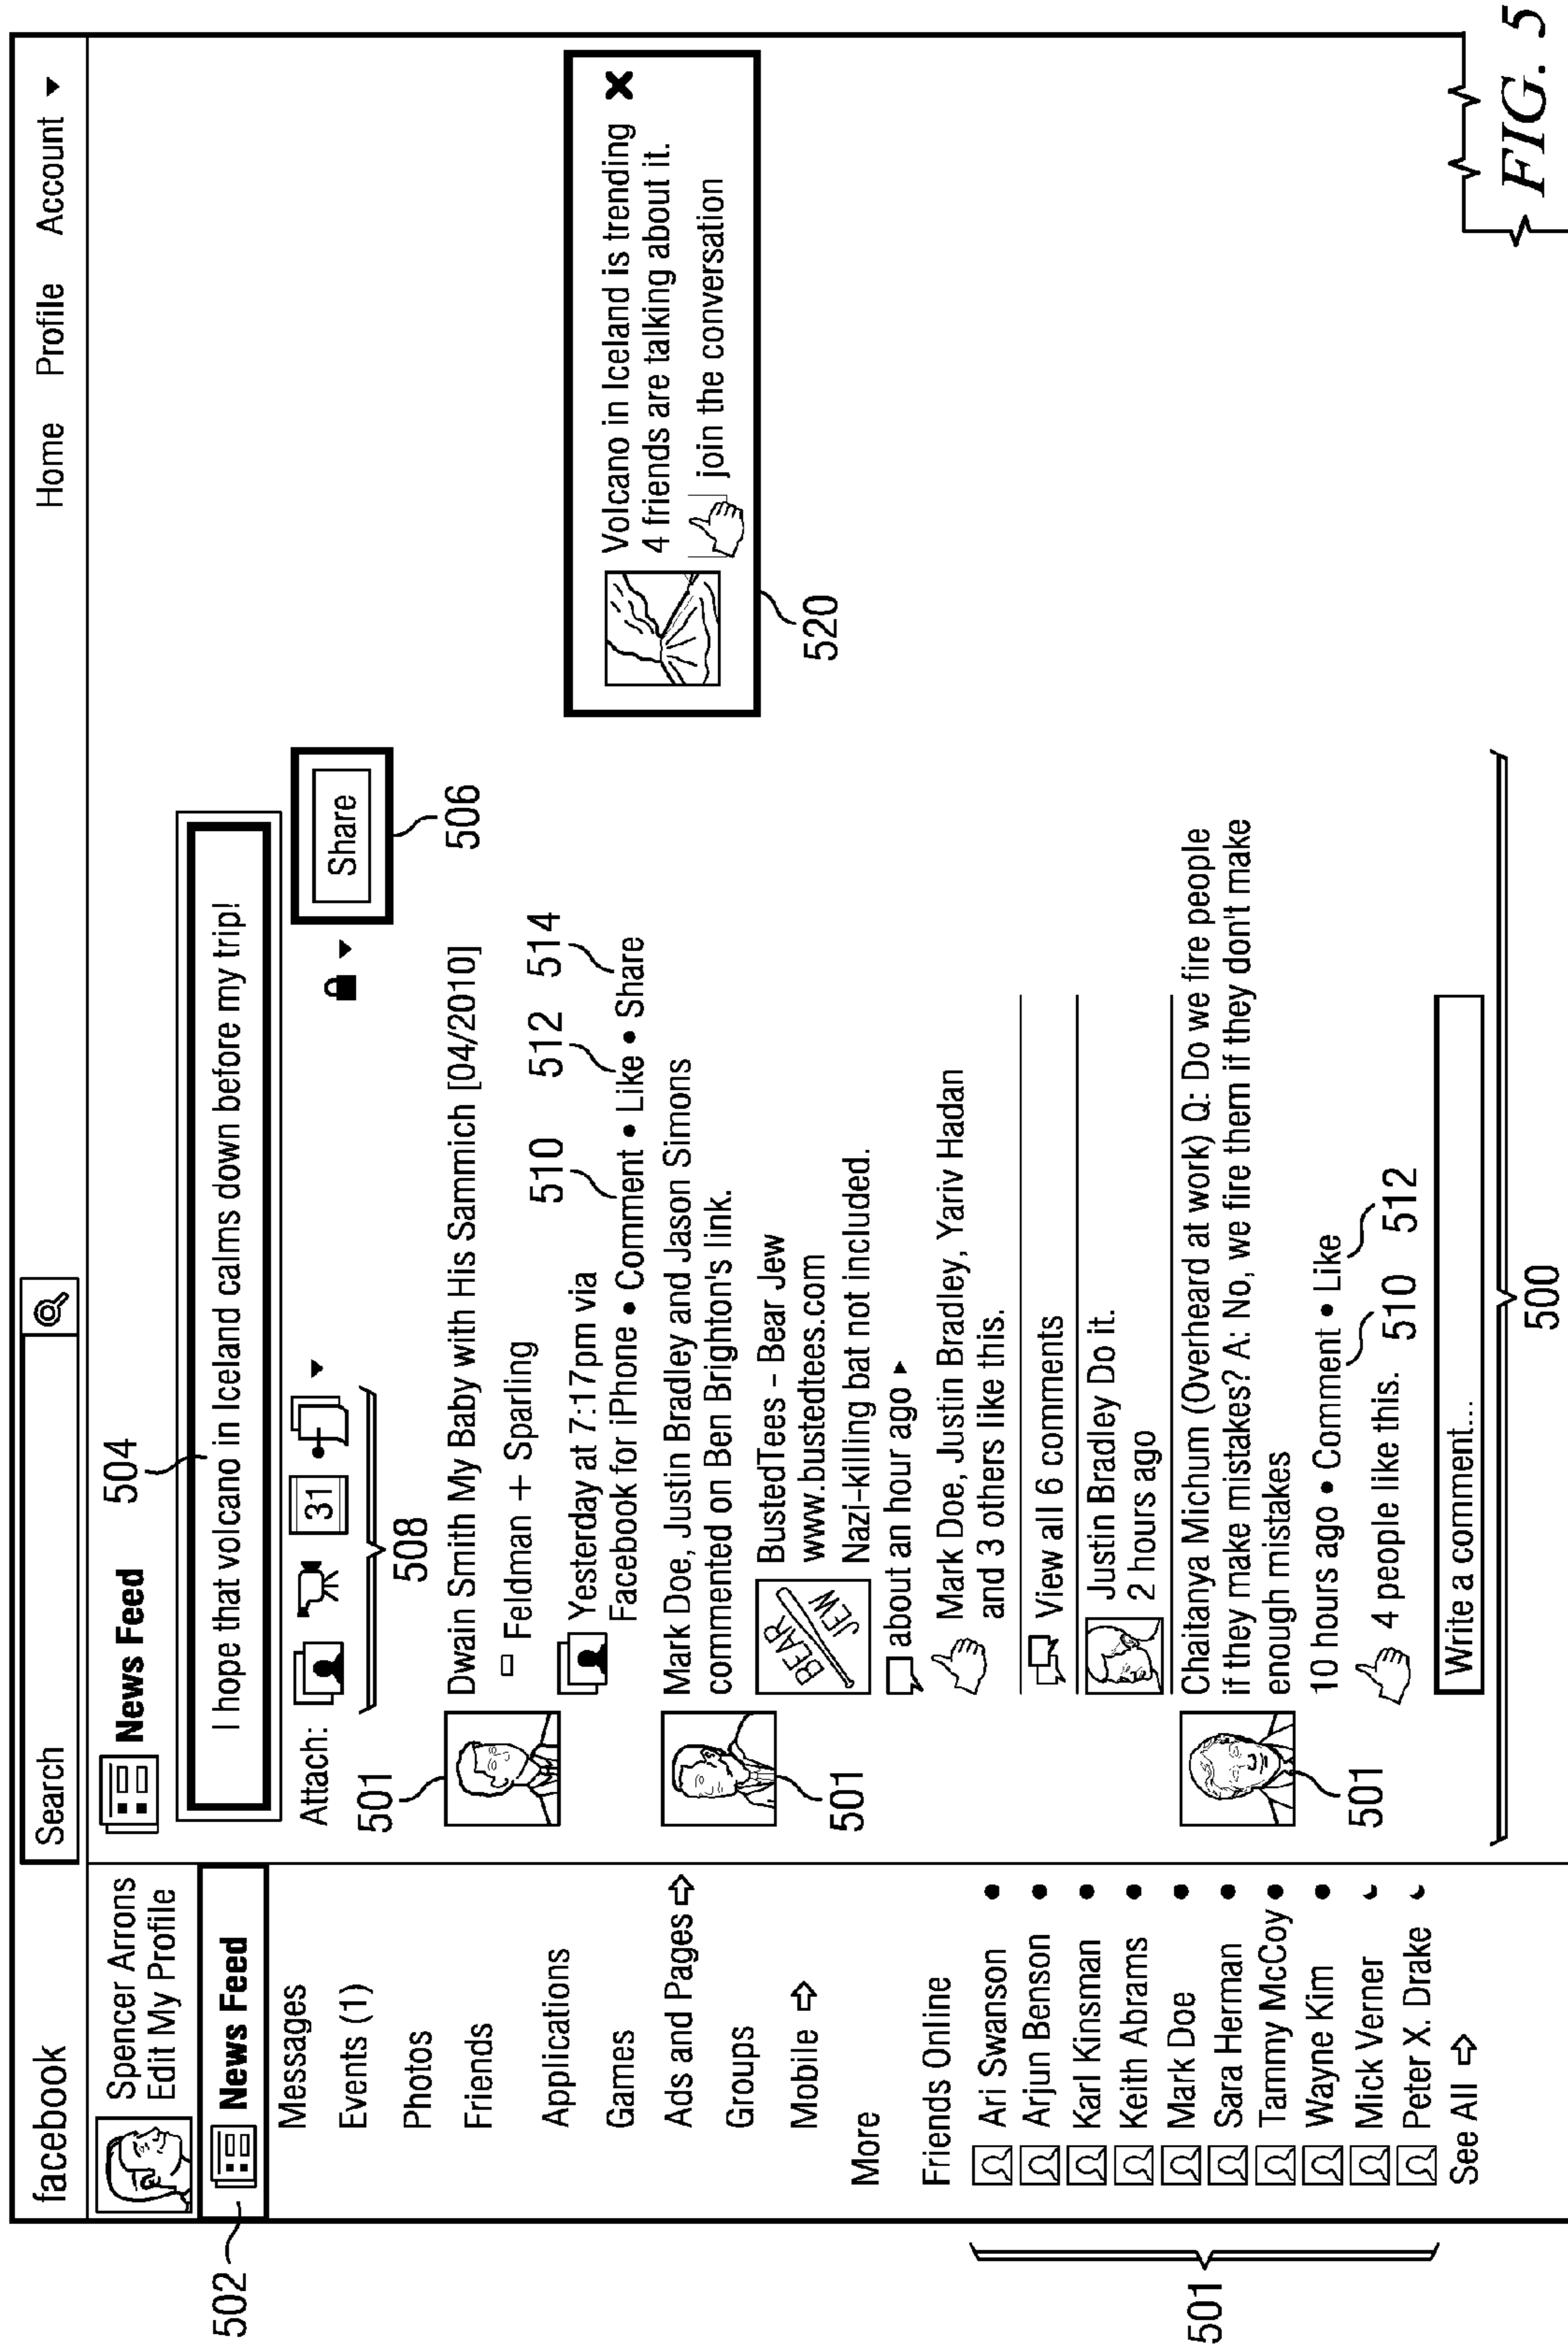 facebook
Search
Home Profile Account
Spencer Arrons
Edit My Profile
502
News Feed
Messages
Events (1)
Photos
Friends
Applications
Games
Ads and Pages
Groups
Mobile
More
Friends Online
Ari Swanson
Arjun Benson
Karl Kinsman
Keith Abrams
Mark Doe
Sara Herman
Tammy McCoy
Wayne Kim
Mick Verner
Peter X. Drake
See All
501
News Feed
504
I hope that volcano in Iceland calms down before my trip!
Attach:
31
Share
508
506
501
Dwain Smith My Baby with His Sammich [04/2010]
Feldman + Sparling
510 512 514
Yesterday at 7:17pm via
Facebook for iPhone • Comment • Like • Share
Mark Doe, Justin Bradley and Jason Simons
commented on Ben Brighton's link.
501
BEAR
JEW
BustedTees – Bear Jew
www.bustedtees.com
Nazi–killing bat not included.
about an hour ago
Mark Doe, Justin Bradley, Yariv Hadan
and 3 others like this.
View all 6 comments
Justin Bradley Do it.
2 hours ago
Chaitanya Michum (Overheard at work) Q: Do we fire people
if they make mistakes? A: No, we fire them if they don't make
enough mistakes
501
10 hours ago • Comment • Like
4 people like this.
510 512
Write a comment...
500
Volcano in Iceland is trending
4 friends are talking about it.
join the conversation
520
FIG. 5